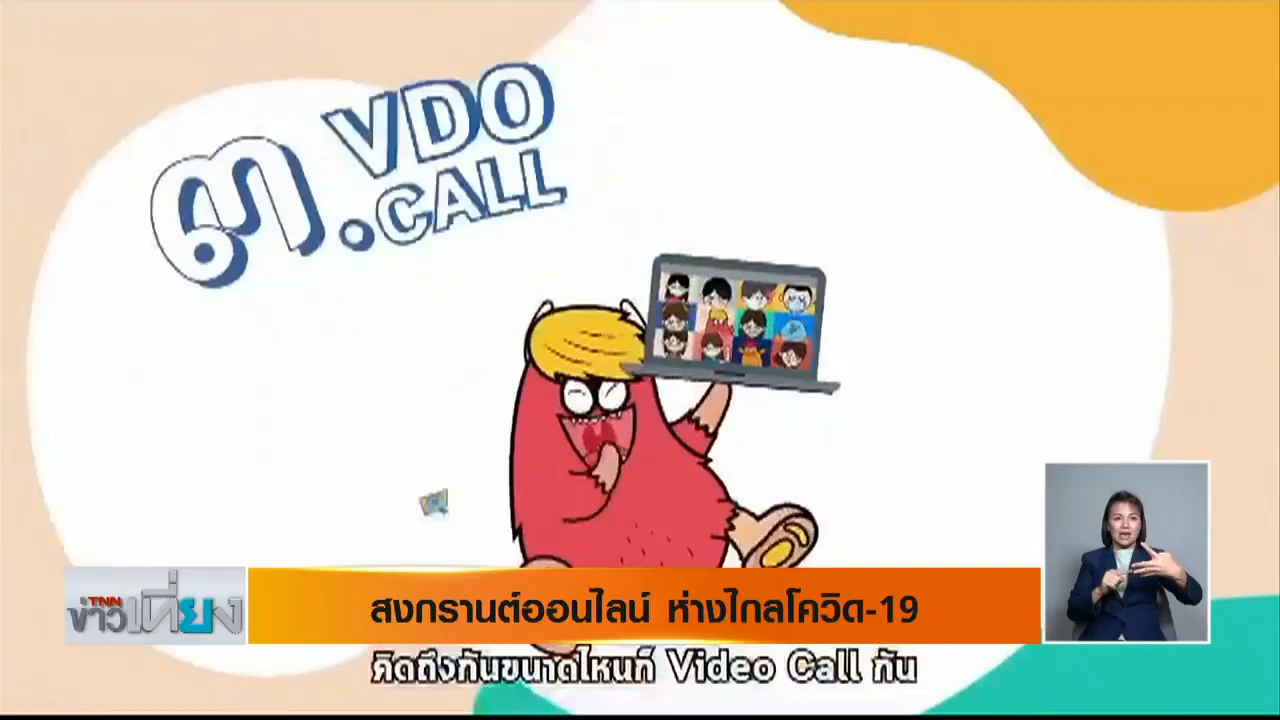 ๓. VDO
CALL
TNN
ข่าวเที่ยง
สงกรานต์ออนไลน์ ห่างไกลโควิด-19
คิดถึงกันขนาดไหนก็ Video Call กัน